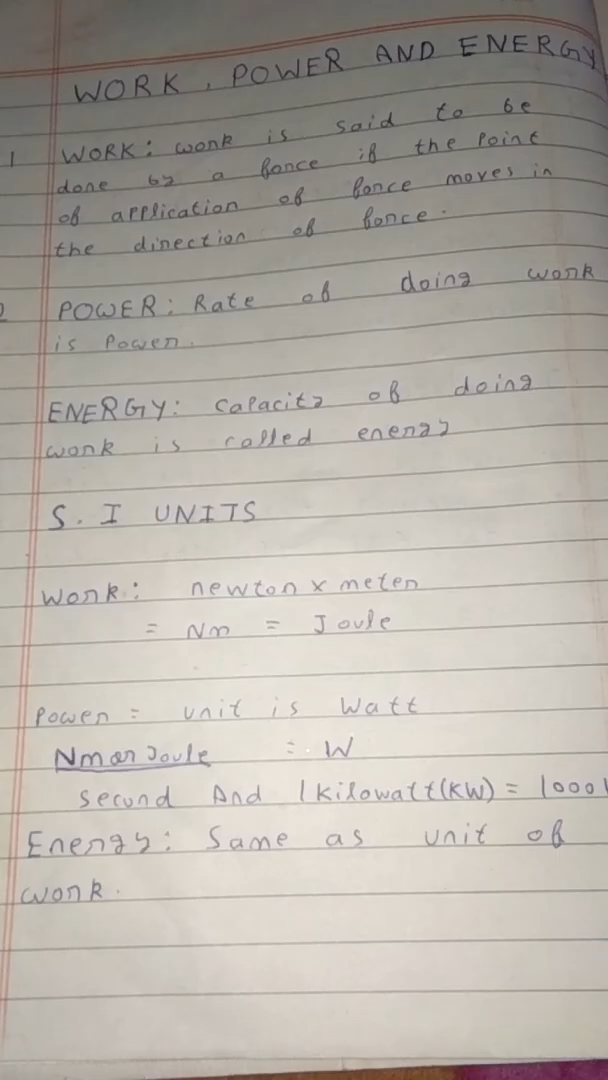 WORK, POWER AND ENERGY
1 WORK: work is said to be
done by a force if the point
of application of force moves in
the direction of force.
2 POWER: Rate of doing work
is Power.
ENERGY: Capacity of doing
work is called energy
S. I UNITS
Work: newton x meter
= Nm = Joule
Power = unit is Watt
Nm or Joule = W
second And 1 kilowatt (KW) = 1000
Energy: Same as unit of
work.